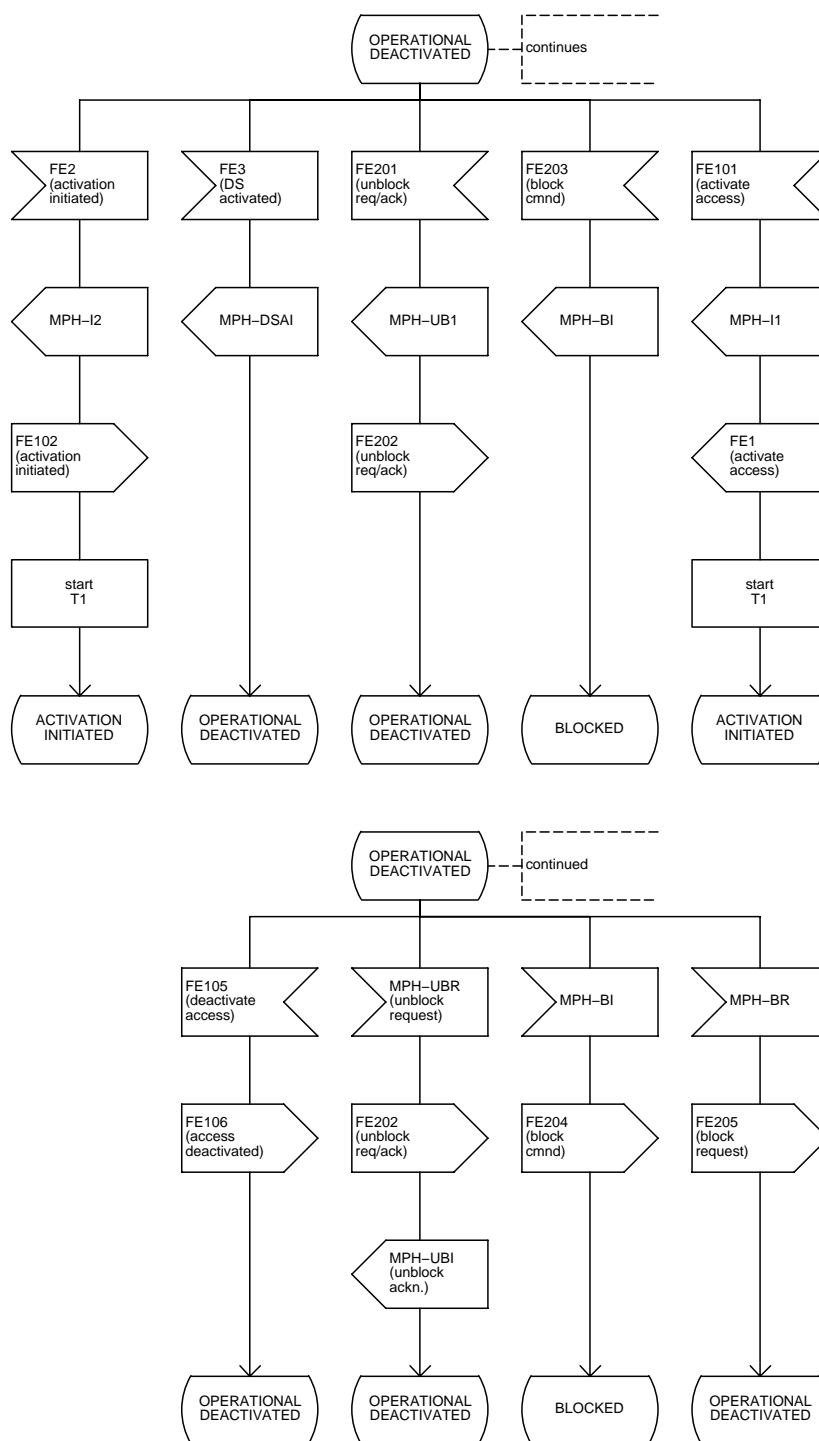 OPERATIONAL
DEACTIVATED
continues
FE2
(activation
initiated)
FE3
(DS
activated)
FE201
(unblock
req/ack)
FE203
(block
cmnd)
FE101
(activate
access)
MPH−I2
MPH−DSAI
MPH−UB1
MPH−BI
MPH−I1
FE102
(activation
initiated)
FE202
(unblock
req/ack)
FE1
(activate
access)
start
T1
start
T1
ACTIVATION
INITIATED
OPERATIONAL
DEACTIVATED
OPERATIONAL
DEACTIVATED
BLOCKED
ACTIVATION
INITIATED
OPERATIONAL
DEACTIVATED
continued
FE105
(deactivate
access)
MPH−UBR
(unblock
request)
MPH−BI
MPH−BR
FE106
(access
deactivated)
FE202
(unblock
req/ack)
FE204
(block
cmnd)
FE205
(block
request)
MPH−UBI
(unblock
ackn.)
OPERATIONAL
DEACTIVATED
OPERATIONAL
DEACTIVATED
BLOCKED
OPERATIONAL
DEACTIVATED